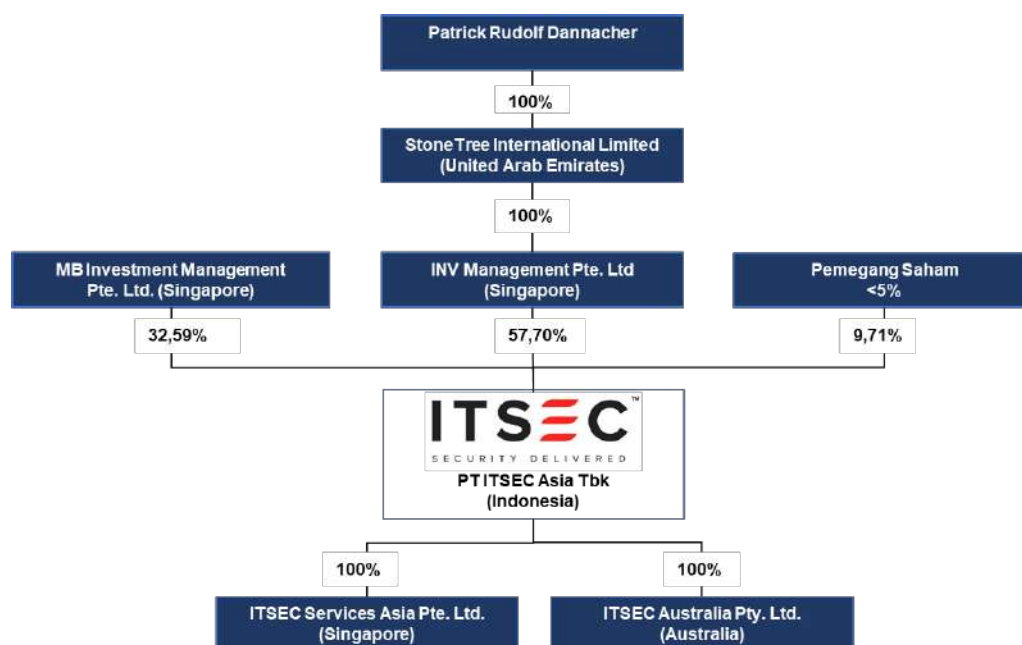 Patrick Rudolf Dannacher
100%
StoneTree International Limited
(United Arab Emirates)
100%
MB Investment Management
Pte. Ltd. (Singapore)
INV Management Pte. Ltd
(Singapore)
Pemegang Saham
<5%
32,59%
57,70%
9,71%
ITSEC™
SECURITY DELIVERED
PT ITSEC Asia Tbk
(Indonesia)
100%
100%
ITSEC Services Asia Pte. Ltd.
(Singapore)
ITSEC Australia Pty. Ltd.
(Australia)